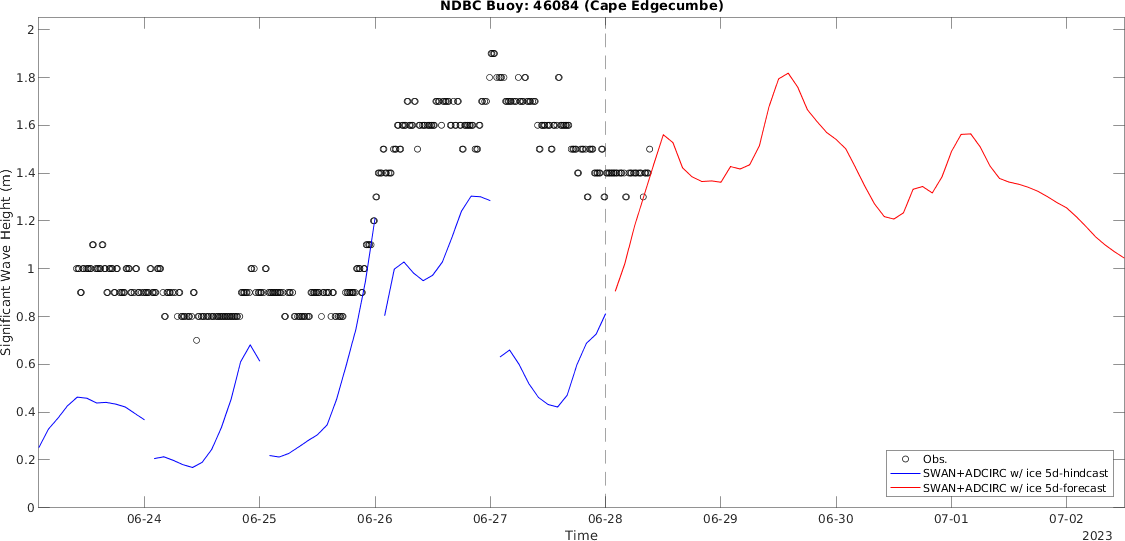 NDBC Buoy: 46084 (Cape Edgecumbe)
2
1.8
1.6
1.4
1.2
1
0.8
0.6
0.4
0.2
0
Significant Wave Height (m)
Obs.
SWAN+ADCIRC w/ ice 5d-hindcast
SWAN+ADCIRC w/ ice 5d-forecast
06-24 06-25 06-26 06-27 06-28 06-29 06-30 07-01 07-02
Time
2023